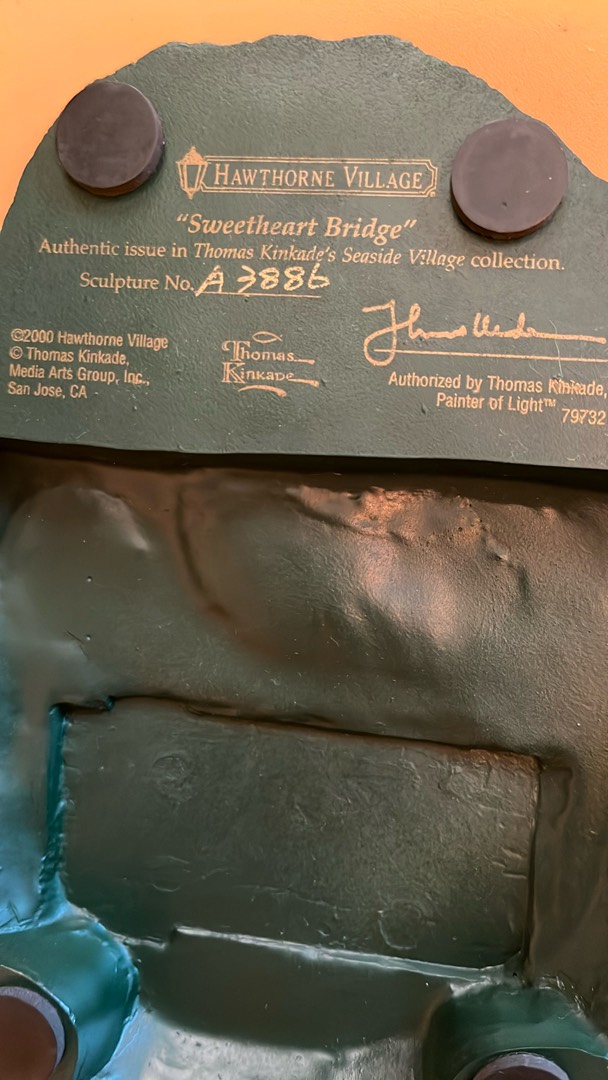 HAWTHORNE VILLAGE
"Sweetheart Bridge"
Authentic issue in Thomas Kinkade's Seaside Village collection.
Sculpture No. A3886
©2000 Hawthorne Village
© Thomas Kinkade,
Media Arts Group, Inc.,
San Jose, CA
Thomas
Kinkade
Authorized by Thomas Kinkade,
Painter of Light™
79732